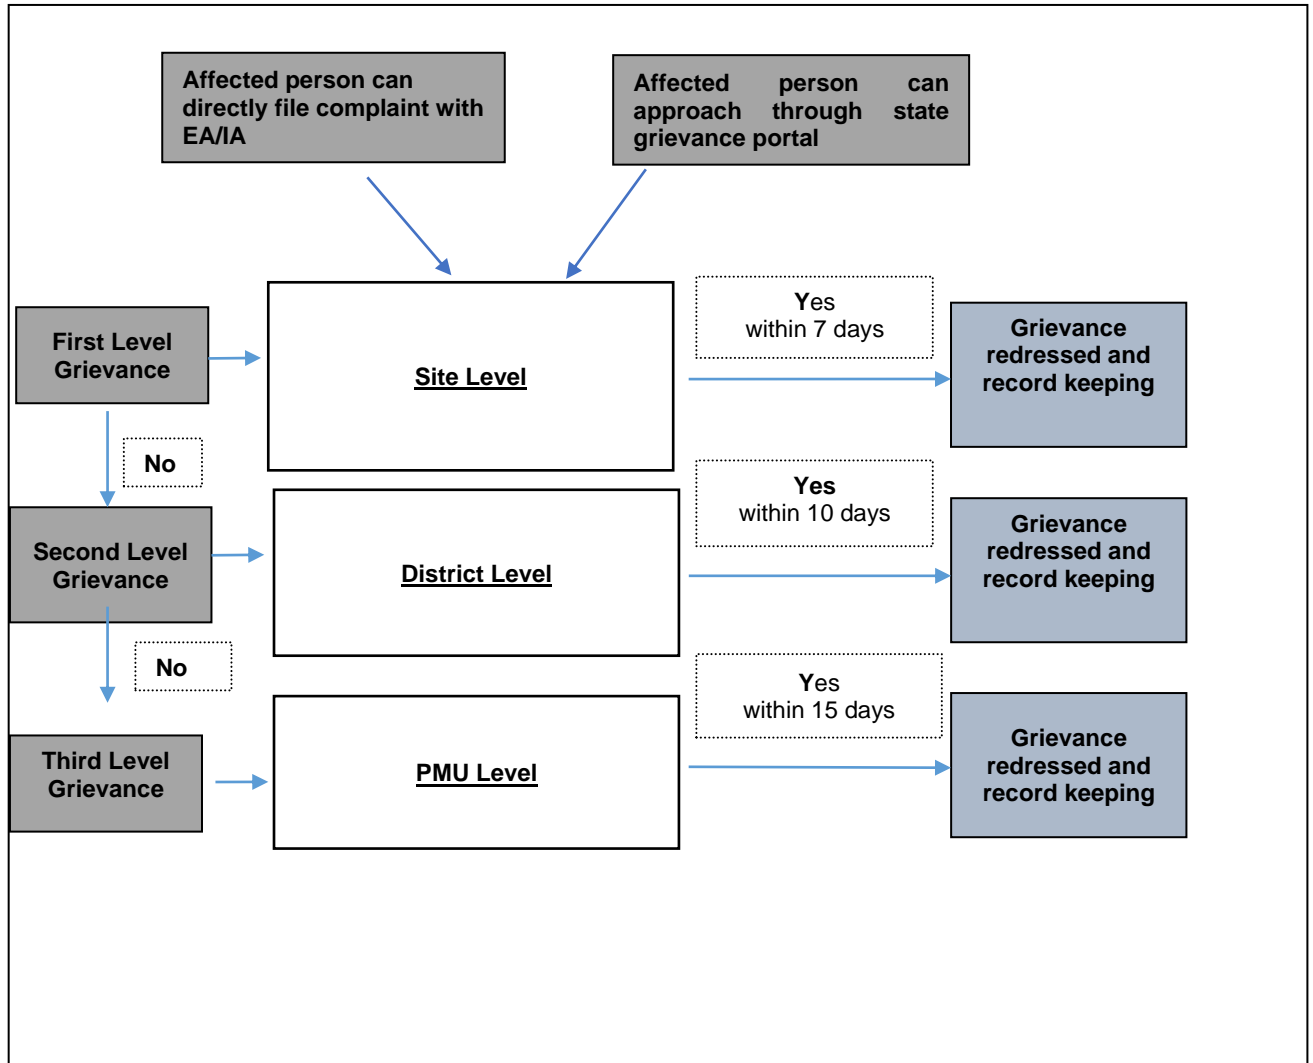 Affected person can
directly file complaint with
EA/IA
Affected person can
approach through state
grievance portal
First Level
Grievance
Site Level
Yes
within 7 days
Grievance
redressed and
record keeping
No
Second Level
Grievance
District Level
Yes
within 10 days
Grievance
redressed and
record keeping
No
Third Level
Grievance
PMU Level
Yes
within 15 days
Grievance
redressed and
record keeping